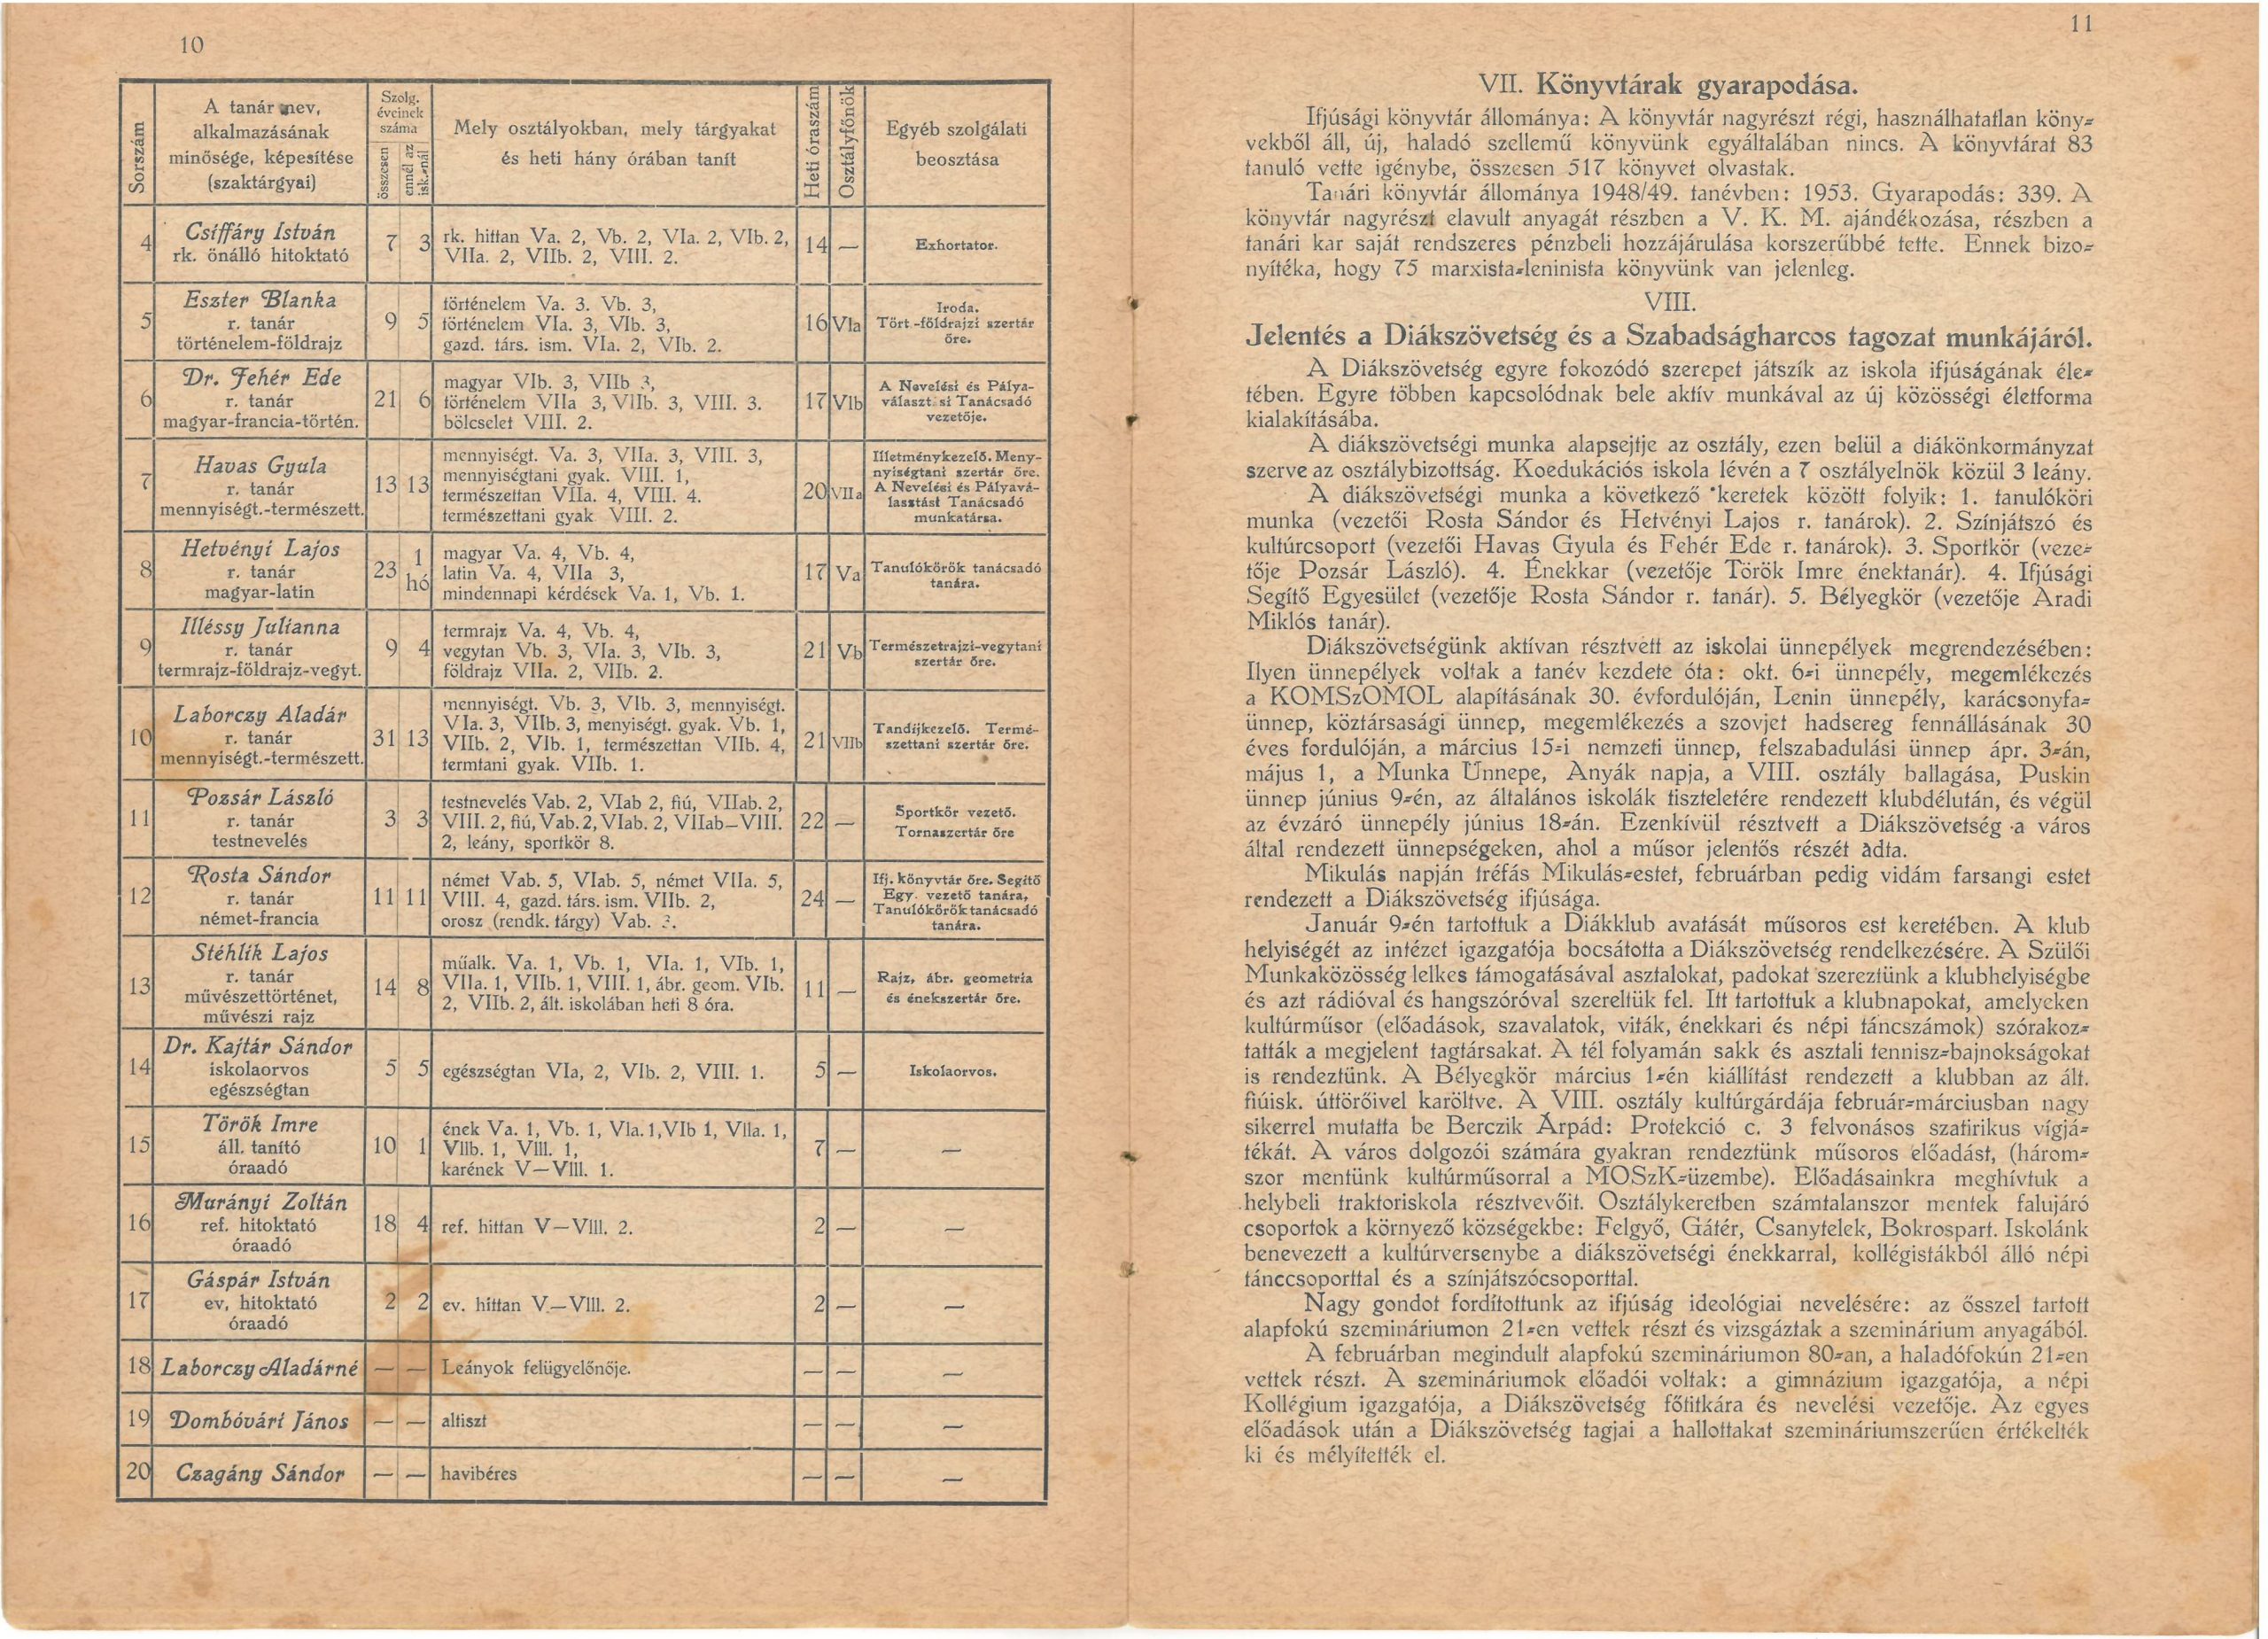 10
Sorszám
A tanár nev,
alkalmazásának
minősége, képesítése
(szaktárgyai)
Szolg.
éveinek
száma
összesen
ennél az
isk.-nál
Mely osztályokban, mely tárgyakat
és heti hány órában tanít
Heti óraszám
Osztályfőnök
Egyéb szolgálati
beosztása
4
Csiffáry István
rk. önálló hitoktató
7 3
rk. hittan Va. 2, Vb. 2, VIa. 2, VIb. 2,
VIIa. 2, VIIb. 2, VIII. 2.
14 —
Exhortator.
5
Eszter Blanka
r. tanár
történelem-földrajz
9 5
történelem Va. 3. Vb. 3,
történelem VIa. 3, VIb. 3,
gazd. társ. ism. VIa. 2, VIb. 2.
16 VIa
Iroda.
Tört.-földrajzi szertár
őre.
6
Dr. Fehér Ede
r. tanár
magyar-francia-történ.
21 6
magyar VIb. 3, VIIb 3,
történelem VIIa 3, VIIb. 3, VIII. 3.
bölcselet VIII. 2.
17 VIb
A Nevelési és Pálya-
választási Tanácsadó
vezetője.
7
Havas Gyula
r. tanár
mennyiségt.-természett.
13 13
mennyiségt. Va. 3, VIIa. 3, VIII. 3,
mennyiségtani gyak. VIII. 1,
természettan VIIa. 4, VIII. 4.
természettani gyak VIII. 2.
20 VIIa
Illetménykezelő. Meny-
nyiségtani szertár őre.
A Nevelési és Pályavá-
lasztást Tanácsadó
munkatársa.
8
Hetvényi Lajos
r. tanár
magyar-latin
23 1
hó
magyar Va. 4, Vb. 4,
latin Va. 4, VIIa 3,
mindennapi kérdések Va. 1, Vb. 1.
17 Va
Tanulókörök tanácsadó
tanára.
9
Illéssy Julianna
r. tanár
termrajz-földrajz-vegyt.
9 4
termrajz Va. 4, Vb. 4,
vegytan Vb. 3, VIa. 3, VIb. 3,
földrajz VIIa. 2, VIIb. 2.
21 Vb
Természetrajzi-vegytani
szertár őre.
10
Laborczy Aladár
r. tanár
mennyiségt.-természett.
31 13
mennyiségt. Vb. 3, VIb. 3, mennyiségt.
VIa. 3, VIIb. 3, menyiségt. gyak. Vb. 1,
VIIb. 2, VIb. 1, természettan VIIb. 4,
termtani gyak. VIIb. 1.
21 VIIb
Tandíjkezelő. Termé-
szettani szertár őre.
11
Pozsár László
r. tanár
testnevelés
3 3
testnevelés Vab. 2, VIab 2, fiú, VIIab. 2,
VIII. 2, fiú, Vab. 2, VIab. 2, VIIab—VIII.
2, leány, sportkör 8.
22 —
Sportkör vezető.
Tornaszertár őre
12
Rosta Sándor
r. tanár
német-francia
11 11
német Vab. 5, VIab. 5, német VIIa. 5,
VIII. 4, gazd. társ. ism. VIIb. 2,
orosz (rendk. tárgy) Vab. 3.
24 —
Ifj. könyvtár őre. Segítő
Egy. vezető tanára,
Tanulókörök tanácsadó
tanára.
13
Stéhlik Lajos
r. tanár
művészettörténet,
művészi rajz
14 8
műalk. Va. 1, Vb. 1, VIa. 1, VIb. 1,
VIIa. 1, VIIb. 1, VIII. 1, ábr. geom. VIb.
2, VIIb. 2, ált. iskolában heti 8 óra.
11 —
Rajz, ábr. geometria
és énekszertár őre.
14
Dr. Kajtár Sándor
iskolaorvos
egészségtan
5 5
egészségtan VIa, 2, VIb. 2, VIII. 1.
5 —
Iskolaorvos.
15
Török Imre
áll. tanító
óraadó
10 1
ének Va. 1, Vb. 1, VIa. 1, VIb 1, VIIa. 1,
VIIb. 1, VIII. 1,
karének V—VIII. 1.
7 — —
16
Murányi Zoltán
ref. hitoktató
óraadó
18 4
ref. hittan V—VIII. 2.
2 — —
17
Gáspár István
ev, hitoktató
óraadó
2 2
ev. hittan V.—VIII. 2.
2 — —
18 Laborczy Aladárné — — Leányok felügyelőnője. — — —
19 Dombóvári János — — altiszt — — —
20 Czagány Sándor — — havibéres — — —
11
VII. Könyvtárak gyarapodása.
Ifjúsági könyvtár állománya: A könyvtár nagyrészt régi, használhatatlan köny-
vekből áll, új, haladó szellemű könyvünk egyáltalában nincs. A könyvtárat 83
tanuló vette igénybe, összesen 517 könyvet olvastak.
Tanári könyvtár állománya 1948/49. tanévben: 1953. Gyarapodás: 339. A
könyvtár nagyrészt elavult anyagát részben a V. K. M. ajándékozása, részben a
tanári kar saját rendszeres pénzbeli hozzájárulása korszerűbbé tette. Ennek bizo-
nyítéka, hogy 75 marxista-leninista könyvünk van jelenleg.
VIII.
Jelentés a Diákszövetség és a Szabadságharcos tagozat munkájáról.
A Diákszövetség egyre fokozódó szerepet játszík az iskola ifjúságának éle-
tében. Egyre többen kapcsolódnak bele aktív munkával az új közösségi életforma
kialakításába.
A diákszövetségi munka alapsejtje az osztály, ezen belül a diákönkormányzat
szerve az osztálybizottság. Koedukációs iskola lévén a 7 osztályelnök közül 3 leány.
A diákszövetségi munka a következő keretek között folyik: 1. tanulóköri
munka (vezetői Rosta Sándor és Hetvényi Lajos r. tanárok). 2. Színjátszó és
kultúrcsoport (vezetői Havas Gyula és Fehér Ede r. tanárok). 3. Sportkör (veze-
tője Pozsár László). 4. Énekkar (vezetője Török Imre énektanár). 4. Ifjúsági
Segítő Egyesület (vezetője Rosta Sándor r. tanár). 5. Bélyegkör (vezetője Aradi
Miklós tanár).
Diákszövetségünk aktívan résztvett az iskolai ünnepélyek megrendezésében:
Ilyen ünnepélyek voltak a tanév kezdete óta: okt. 6-i ünnepély, megemlékezés
a KOMSzOMOL alapításának 30. évfordulóján, Lenin ünnepély, karácsonyfa-
ünnep, köztársasági ünnep, megemlékezés a szovjet hadsereg fennállásának 30
éves fordulóján, a március 15-i nemzeti ünnep, felszabadulási ünnep ápr. 3-án,
május 1, a Munka Ünnepe, Anyák napja, a VIII. osztály ballagása, Puskin
ünnep június 9-én, az általános iskolák tiszteletére rendezett klubdélután, és végül
az évzáró ünnepély június 18-án. Ezenkívül résztvett a Diákszövetség a város
által rendezett ünnepségeken, ahol a műsor jelentős részét adta.
Mikulás napján tréfás Mikulás-estet, februárban pedig vidám farsangi estet
rendezett a Diákszövetség ifjúsága.
Január 9-én tartottuk a Diákklub avatását műsoros est keretében. A klub
helyiségét az intézet igazgatója bocsátotta a Diákszövetség rendelkezésére. A Szülői
Munkaközösség lelkes támogatásával asztalokat, padokat szereztünk a klubhelyiségbe
és azt rádióval és hangszóróval szereltük fel. Itt tartottuk a klubnapokat, amelyeken
kultúrműsor (előadások, szavalatok, viták, énekkari és népi táncszámok) szórakoz-
tatták a megjelent tagtársakat. A tél folyamán sakk és asztali tennisz-bajnokságokat
is rendeztünk. A Bélyegkör március 1-én kiállítást rendezett a klubban az ált.
fiúisk. úttörőivel karöltve. A VIII. osztály kultúrgárdája február-márciusban nagy
sikerrel mutatta be Berczik Árpád: Protekció c. 3 felvonásos szatirikus vígjá-
tékát. A város dolgozói számára gyakran rendeztünk műsoros előadást, (három-
szor mentünk kultúrműsorral a MOSzK-üzembe). Előadásainkra meghívtuk a
helybeli traktoriskola résztvevőit. Osztálykeretben számtalanszor mentek falujáró
csoportok a környező községekbe: Felgyő, Gátér, Csanytelek, Bokrospart. Iskolánk
benevezett a kultúrversenybe a diákszövetségi énekkarral, kollégistákból álló népi
tánccsoporttal és a színjátszócsoporttal.
Nagy gondot fordítottunk az ifjúság ideológiai nevelésére: az ősszel tartott
alapfokú szemináriumon 21-en vettek részt és vizsgáztak a szeminárium anyagából.
A februárban megindult alapfokú szemináriumon 80-an, a haladófokún 21-en
vettek részt. A szemináriumok előadói voltak: a gimnázium igazgatója, a népi
Kollégium igazgatója, a Diákszövetség főtitkára és nevelési vezetője. Az egyes
előadások után a Diákszövetség tagjai a hallottakat szemináriumszerűen értékelték
ki és mélyítették el.